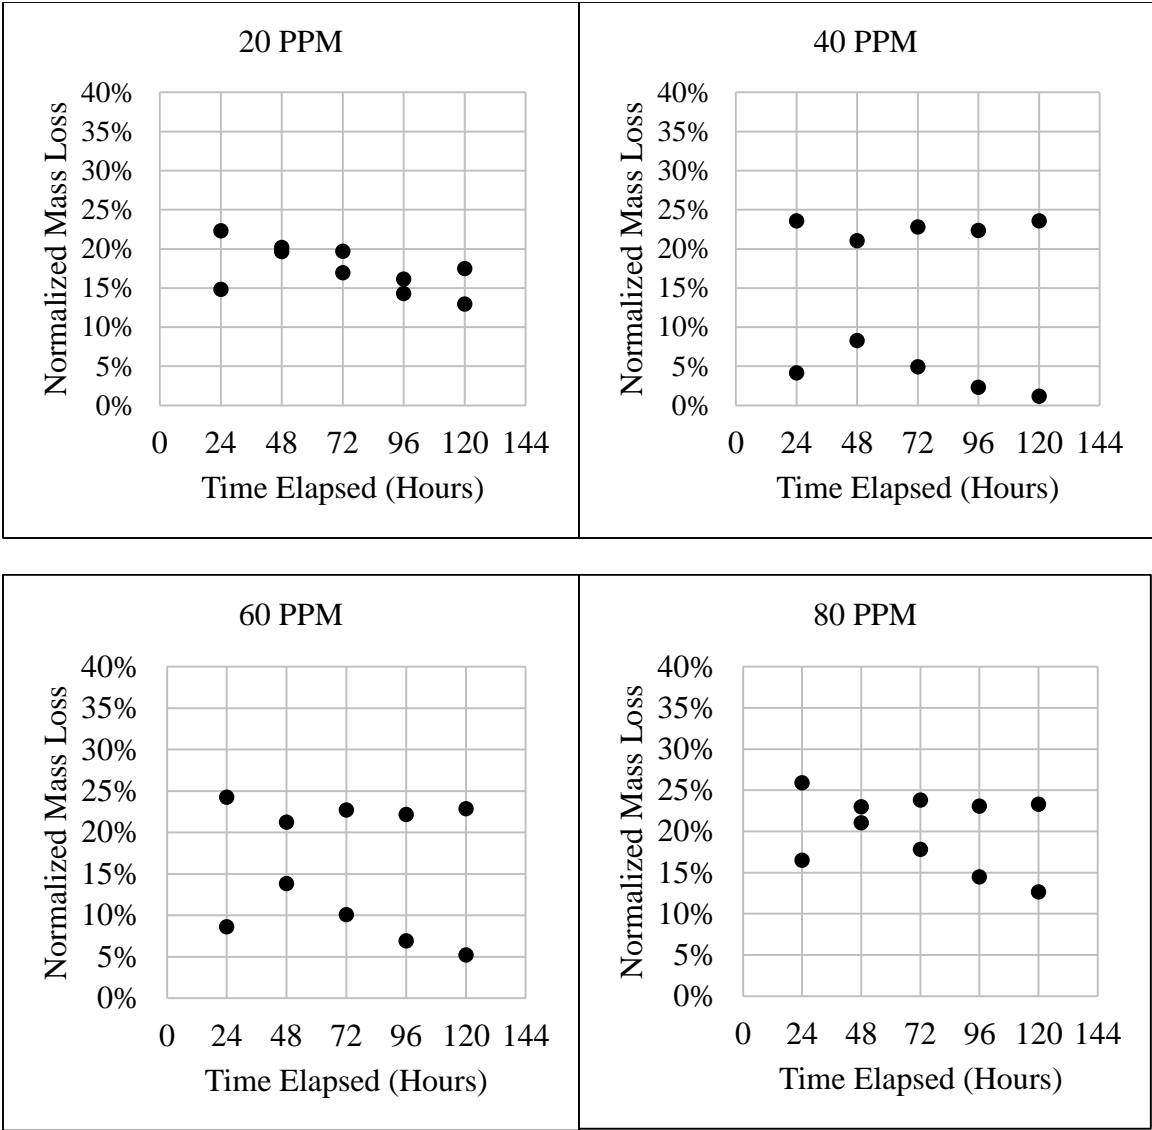 20 PPM
Normalized Mass Loss
40%
35%
30%
25%
20%
15%
10%
5%
0%
0 24 48 72 96 120 144
Time Elapsed (Hours)
40 PPM
Normalized Mass Loss
40%
35%
30%
25%
20%
15%
10%
5%
0%
0 24 48 72 96 120 144
Time Elapsed (Hours)
60 PPM
Normalized Mass Loss
40%
35%
30%
25%
20%
15%
10%
5%
0%
0 24 48 72 96 120 144
Time Elapsed (Hours)
80 PPM
Normalized Mass Loss
40%
35%
30%
25%
20%
15%
10%
5%
0%
0 24 48 72 96 120 144
Time Elapsed (Hours)